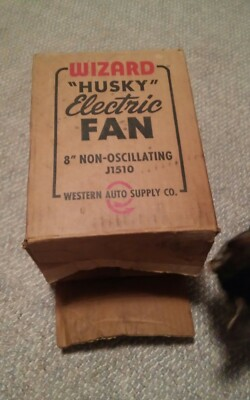 WIZARD
"HUSKY"
Electric
FAN
8" NON-OSCILLATING
J1510
WESTERN AUTO SUPPLY CO.